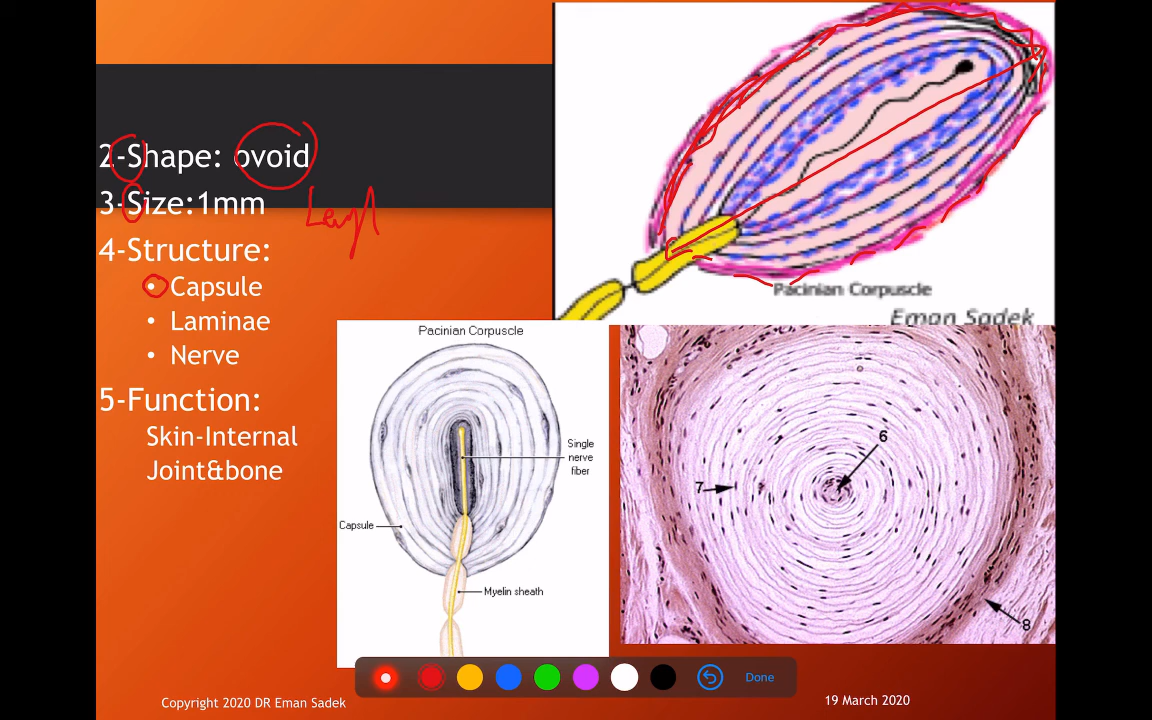 2-Shape: ovoid
3-Size:1mm
4-Structure:
• Capsule
• Laminae
• Nerve
5-Function:
Skin-Internal
Joint&bone
Pacinian Corpuscle
Eman Sadek
Pacinian Corpuscle
Single
nerve
fiber
Capsule
Myelin sheath
6
7
8
Done
Copyright 2020 DR Eman Sadek
19 March 2020